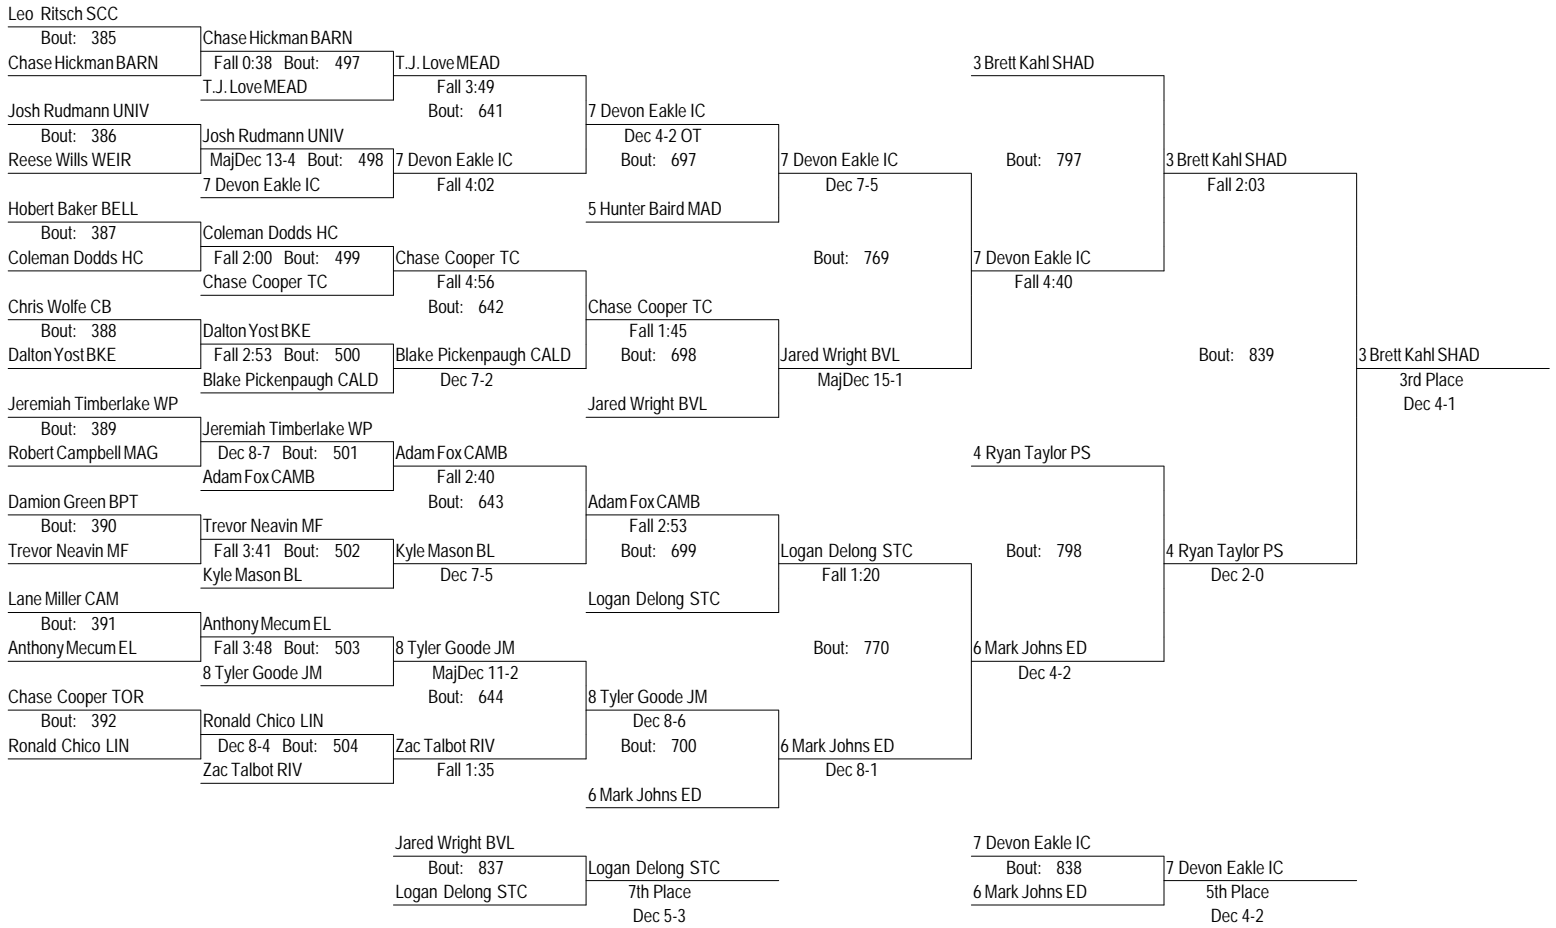 Leo Ritsch SCC
Bout: 385
Chase Hickman BARN
Chase Hickman BARN
Fall 0:38 Bout: 497
T.J. Love MEAD
Josh Rudmann UNIV
Bout: 386
Reese Wills WEIR
Josh Rudmann UNIV
MajDec 13-4 Bout: 498
7 Devon Eakle IC
Hobert Baker BELL
Bout: 387
Coleman Dodds HC
Coleman Dodds HC
Fall 2:00 Bout: 499
Chase Cooper TC
Chris Wolfe CB
Bout: 388
Dalton Yost BKE
Dalton Yost BKE
Fall 2:53 Bout: 500
Blake Pickenpaugh CALD
Jeremiah Timberlake WP
Bout: 389
Robert Campbell MAG
Jeremiah Timberlake WP
Dec 8-7 Bout: 501
Adam Fox CAMB
Damion Green BPT
Bout: 390
Trevor Neavin MF
Trevor Neavin MF
Fall 3:41 Bout: 502
Kyle Mason BL
Lane Miller CAM
Bout: 391
Anthony Mecum EL
Anthony Mecum EL
Fall 3:48 Bout: 503
8 Tyler Goode JM
Chase Cooper TOR
Bout: 392
Ronald Chico LIN
Ronald Chico LIN
Dec 8-4 Bout: 504
Zac Talbot RIV
T.J. Love MEAD
Fall 3:49
Bout: 641
7 Devon Eakle IC
Fall 4:02
Chase Cooper TC
Fall 4:56
Bout: 642
Blake Pickenpaugh CALD
Dec 7-2
Adam Fox CAMB
Fall 2:40
Bout: 643
Kyle Mason BL
Dec 7-5
8 Tyler Goode JM
MajDec 11-2
Bout: 644
Zac Talbot RIV
Fall 1:35
7 Devon Eakle IC
Dec 4-2 OT
Bout: 697
5 Hunter Baird MAD
Chase Cooper TC
Fall 1:45
Bout: 698
Jared Wright BVL
Adam Fox CAMB
Fall 2:53
Bout: 699
Logan Delong STC
8 Tyler Goode JM
Dec 8-6
Bout: 700
6 Mark Johns ED
7 Devon Eakle IC
Dec 7-5
Bout: 769
Jared Wright BVL
MajDec 15-1
Logan Delong STC
Fall 1:20
Bout: 770
6 Mark Johns ED
Dec 8-1
3 Brett Kahl SHAD
Bout: 797
7 Devon Eakle IC
Fall 4:40
4 Ryan Taylor PS
Bout: 798
6 Mark Johns ED
Dec 4-2
3 Brett Kahl SHAD
Fall 2:03
Bout: 839
4 Ryan Taylor PS
Dec 2-0
3 Brett Kahl SHAD
3rd Place
Dec 4-1
Jared Wright BVL
Bout: 837
Logan Delong STC
Logan Delong STC
7th Place
Dec 5-3
7 Devon Eakle IC
Bout: 838
6 Mark Johns ED
7 Devon Eakle IC
5th Place
Dec 4-2